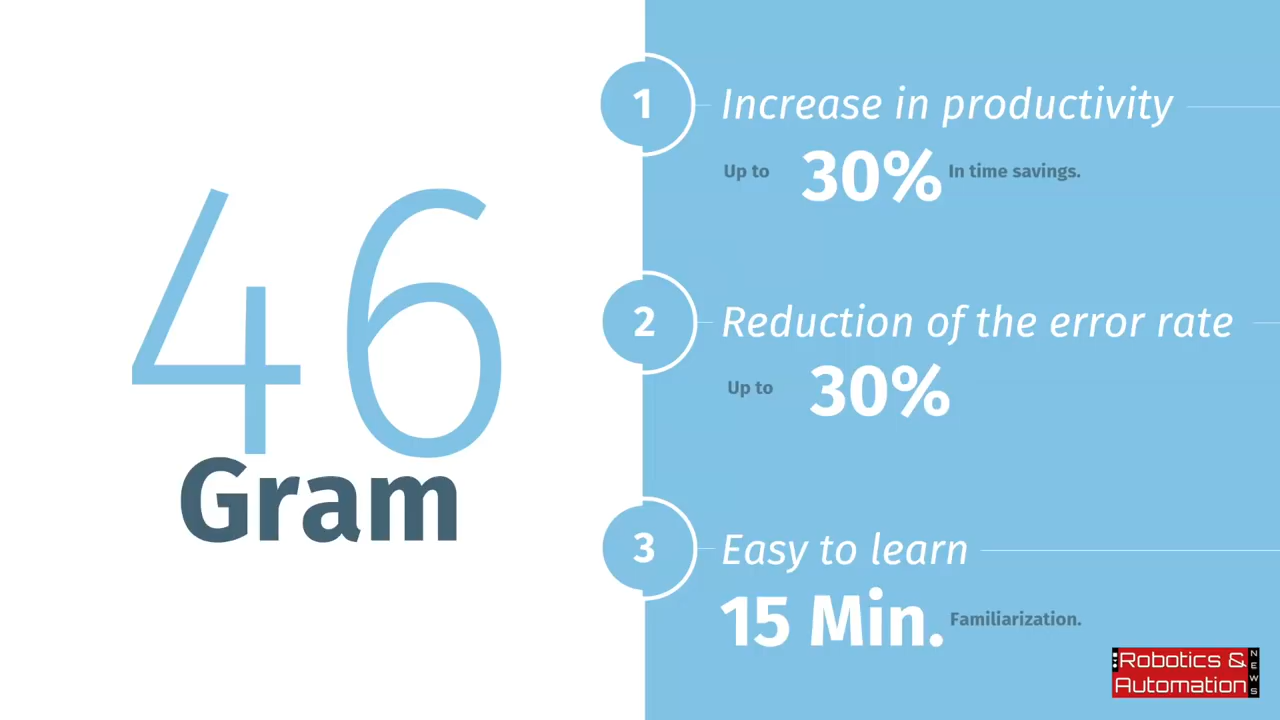 46
Gram
1
Increase in productivity
Up to 30% In time savings.
2
Reduction of the error rate
Up to 30%
3
Easy to learn
15 Min. Familiarization.
Robotics &
Automation
NEWS